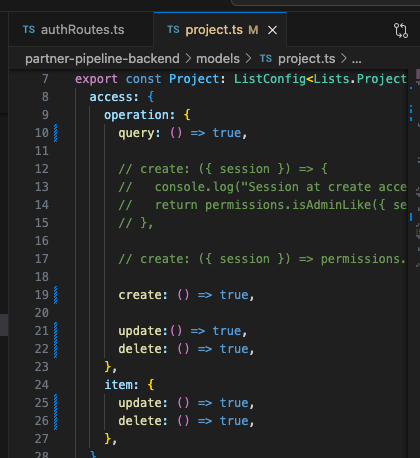 TS authRoutes.ts
TS project.ts M
partner-pipeline-backend > models > TS project.ts > ...
7 export const Project: ListConfig<Lists.Project
8 access: {
9 operation: {
10 query: () => true,
11
12 // create: ({ session }) => {
13 //   console.log("Session at create acce
14 //   return permissions.isAdminLike({ se
15 // },
16
17 // create: ({ session }) => permissions.
18
19 create: () => true,
20
21 update:() => true,
22 delete: () => true,
23 },
24 item: {
25 update: () => true,
26 delete: () => true,
27 },
28 }